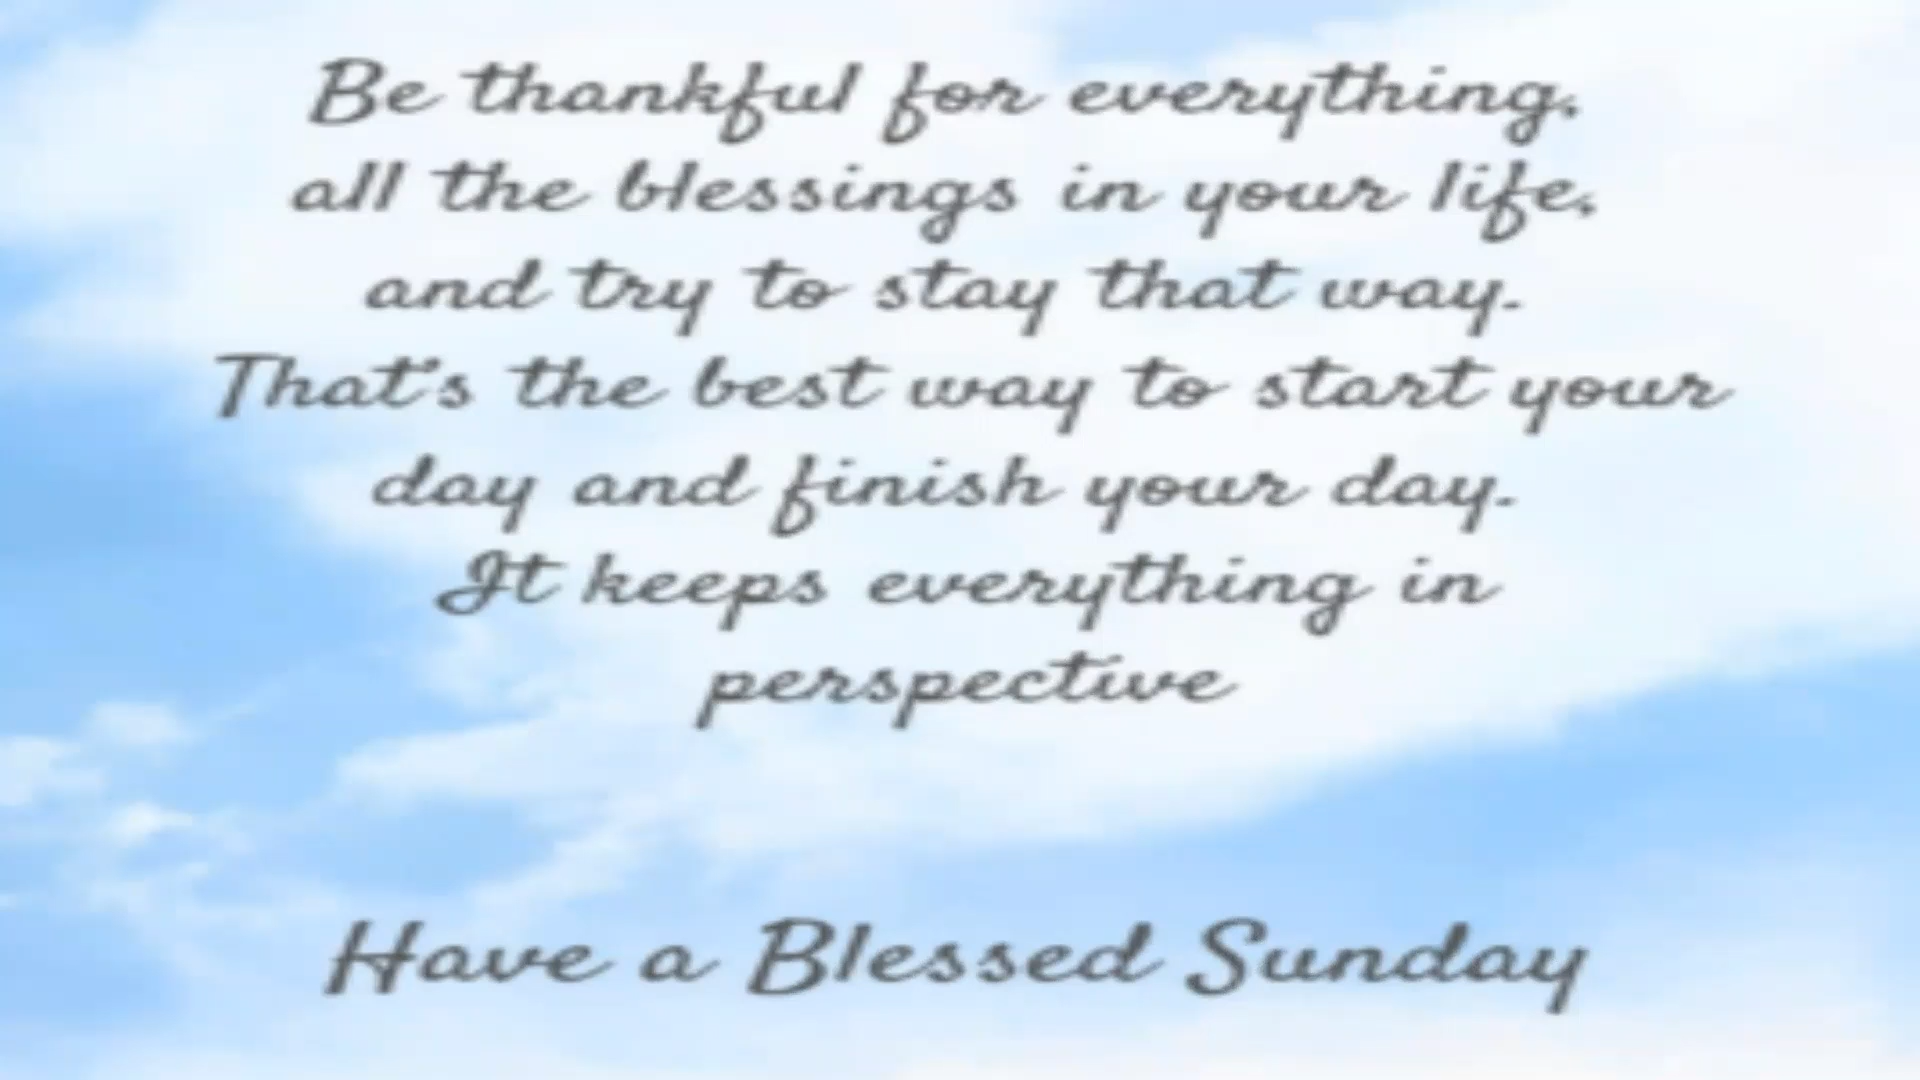 Be thankful for everything,
all the blessings in your life,
and try to stay that way.
That's the best way to start your
day and finish your day.
It keeps everything in
perspective
Have a Blessed Sunday